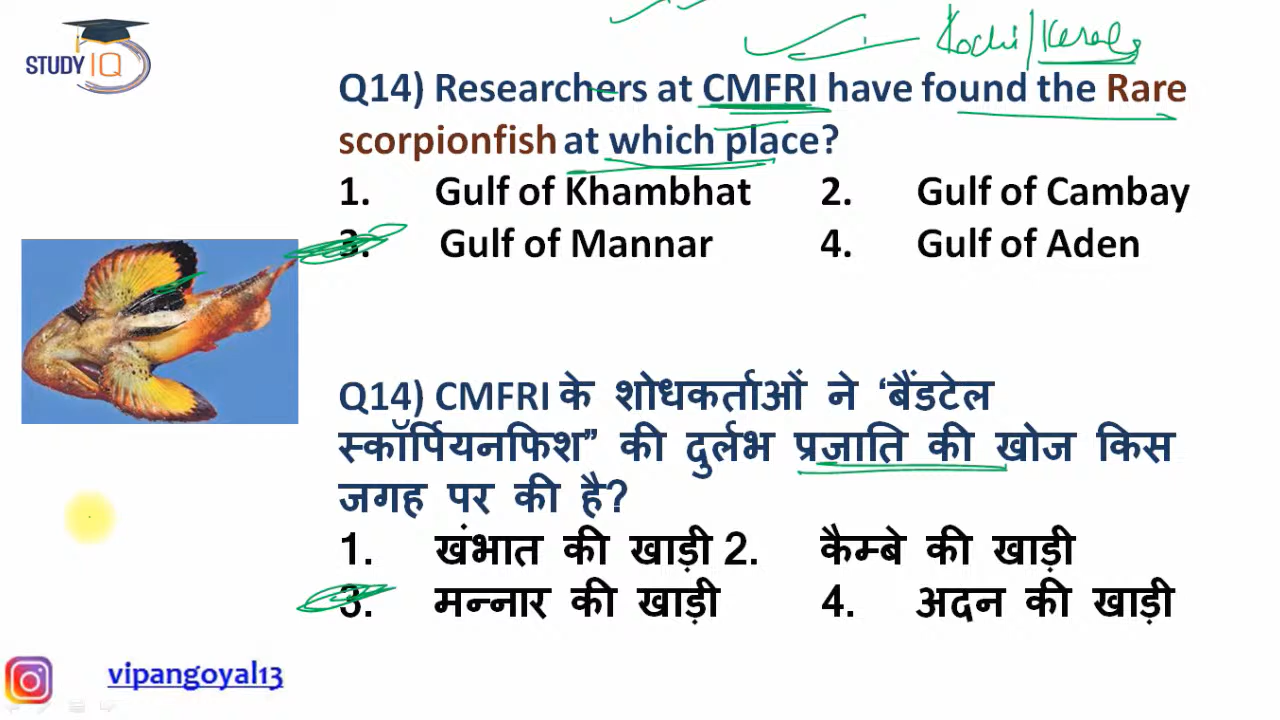 Kochi/Kerala
STUDY IQ
Q14) Researchers at CMFRI have found the Rare
scorpionfish at which place?
1. Gulf of Khambhat 2. Gulf of Cambay
3. Gulf of Mannar 4. Gulf of Aden
Q14) CMFRI के शोधकर्ताओं ने ‘बैंडटेल
स्कॉर्पियनफिश” की दुर्लभ प्रजाति की खोज किस
जगह पर की है?
1. खंभात की खाड़ी 2. कैम्बे की खाड़ी
3. मन्नार की खाड़ी 4. अदन की खाड़ी
vipangoyal13